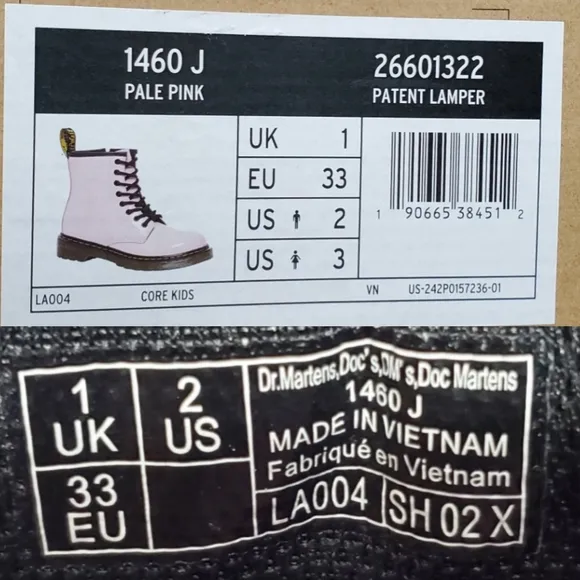 1460 J
PALE PINK
26601322
PATENT LAMPER
UK 1
EU 33
US 2
US 3
1 90665 38451 2
LA004 CORE KIDS VN US-242P0157236-01
1 UK
2 US
33 EU
Dr.Martens,Doc's,DM's,Doc Martens
1460 J
MADE IN VIETNAM
Fabriqué en Vietnam
LA004 SH 02 X